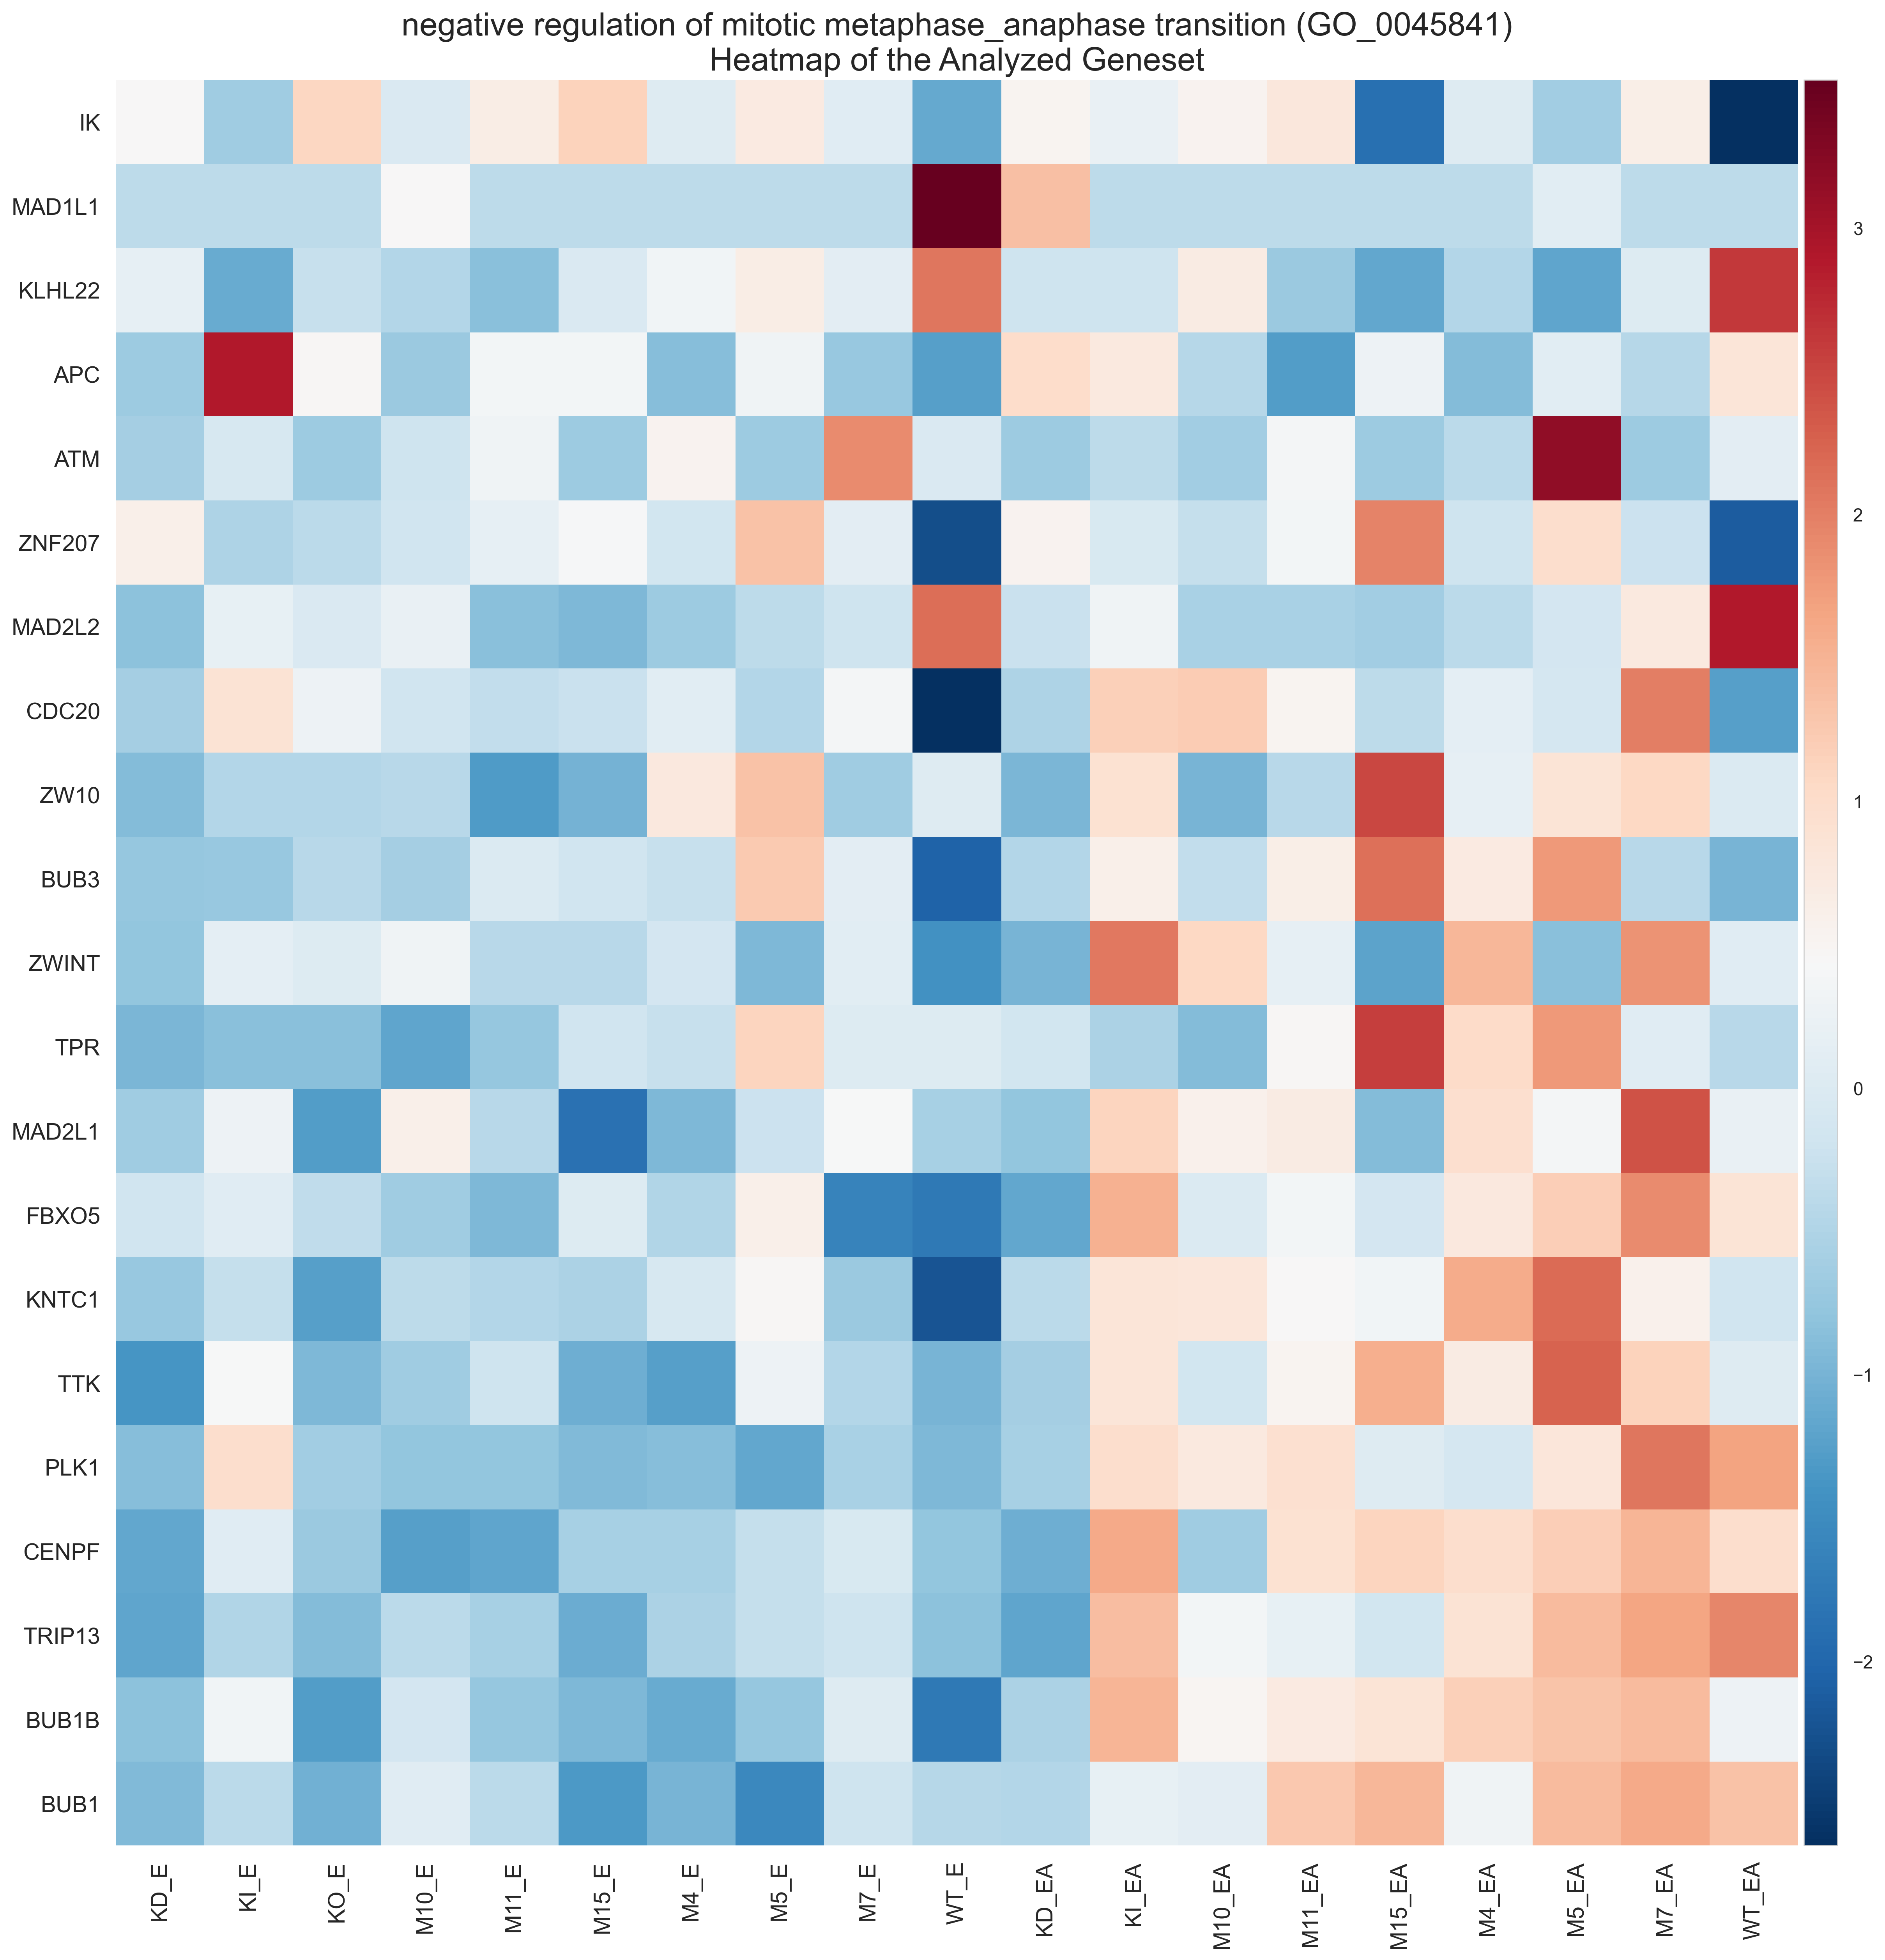 negative regulation of mitotic metaphase_anaphase transition (GO_0045841)
Heatmap of the Analyzed Geneset
IK
MAD1L1
KLHL22
APC
ATM
ZNF207
MAD2L2
CDC20
ZW10
BUB3
ZWINT
TPR
MAD2L1
FBXO5
KNTC1
TTK
PLK1
CENPF
TRIP13
BUB1B
BUB1
KD_E
KI_E
KO_E
M10_E
M11_E
M15_E
M4_E
M5_E
M7_E
WT_E
KD_EA
KI_EA
M10_EA
M11_EA
M15_EA
M4_EA
M5_EA
M7_EA
WT_EA
3
2
1
0
−1
−2